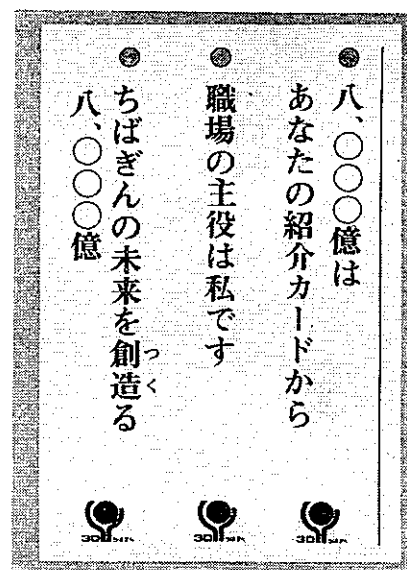 八、〇〇〇億は
あなたの紹介カードから
職場の主役は私です
ちばぎんの未来を創造る
つく
八、〇〇〇億